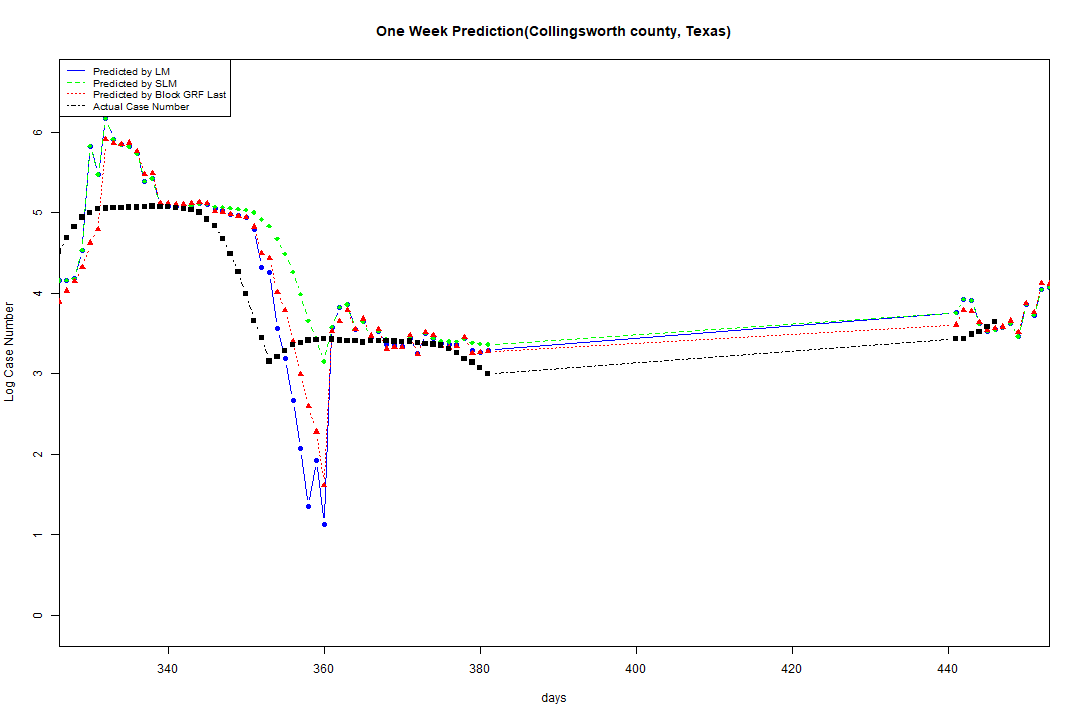 One Week Prediction(Collingsworth county, Texas)
Predicted by LM
Predicted by SLM
Predicted by Block GRF Last
Actual Case Number
Log Case Number
6
5
4
3
2
1
0
340 360 380 400 420 440
days